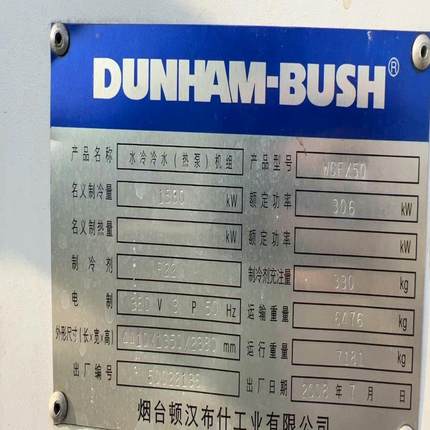 DUNHAM-BUSH®
产品名称 水冷冷水(热泵)机组 产品型号
名义制冷量 kW 额定功率 306 kW
名义制热量 kW 额定功率 kW
制冷剂 R22 制冷剂充注量 kg
电制 380 V 3 P 50 Hz 运输重量 6476 kg
外形尺寸(长×宽×高) mm 运行重量 7181 kg
出厂编号 出厂日期 年 7 月 日
烟台顿汉布什工业有限公司